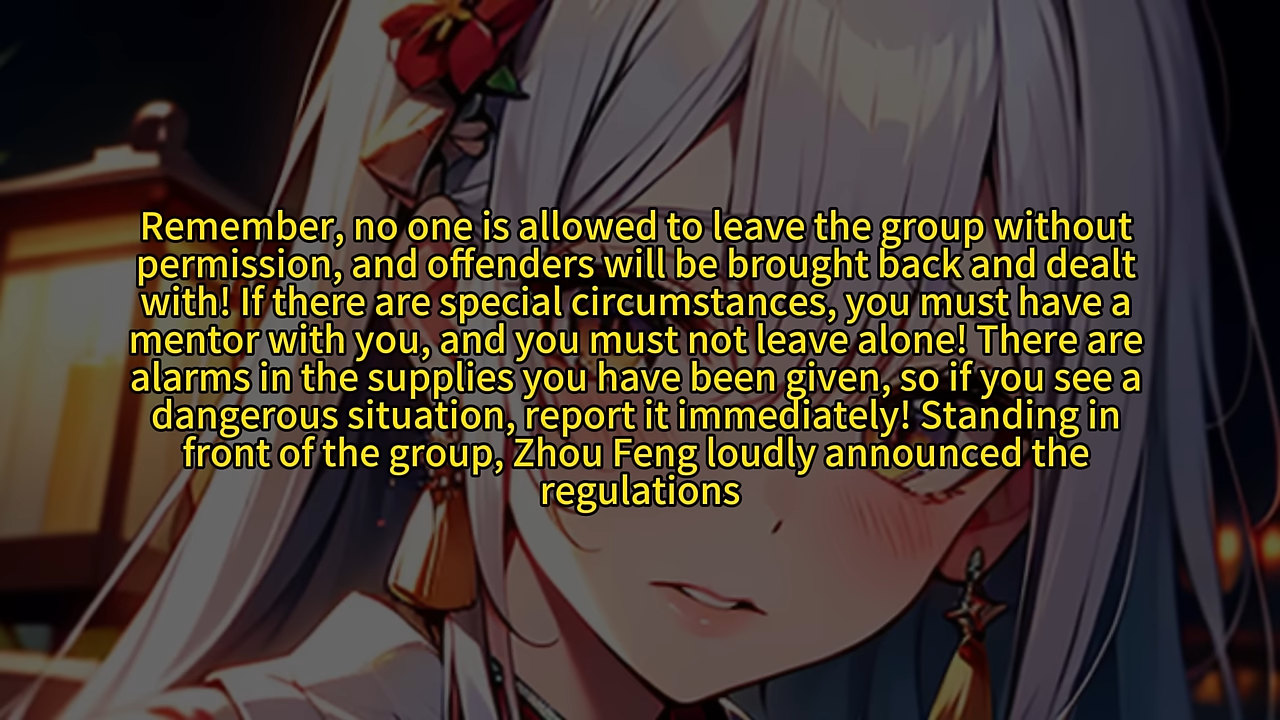 Remember, no one is allowed to leave the group without
permission, and offenders will be brought back and dealt
with! If there are special circumstances, you must have a
mentor with you, and you must not leave alone! There are
alarms in the supplies you have been given, so if you see a
dangerous situation, report it immediately! Standing in
front of the group, Zhou Feng loudly announced the
regulations